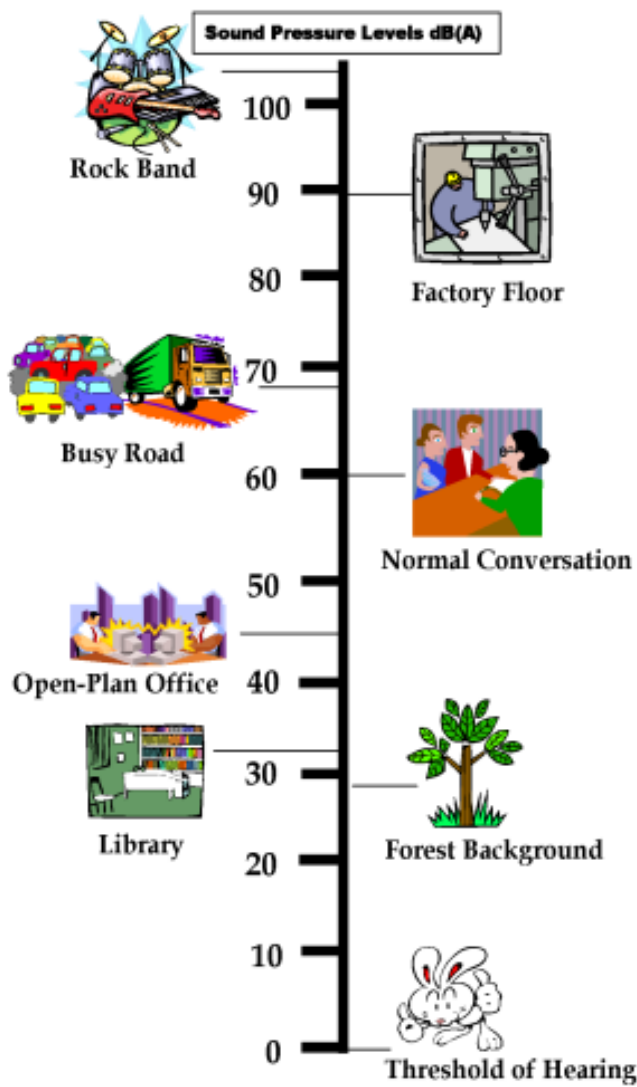 Sound Pressure Levels dB(A)
100
Rock Band
90
80
Factory Floor
70
Busy Road
60
Normal Conversation
50
Open-Plan Office
40
30
Library
Forest Background
20
10
0
Threshold of Hearing